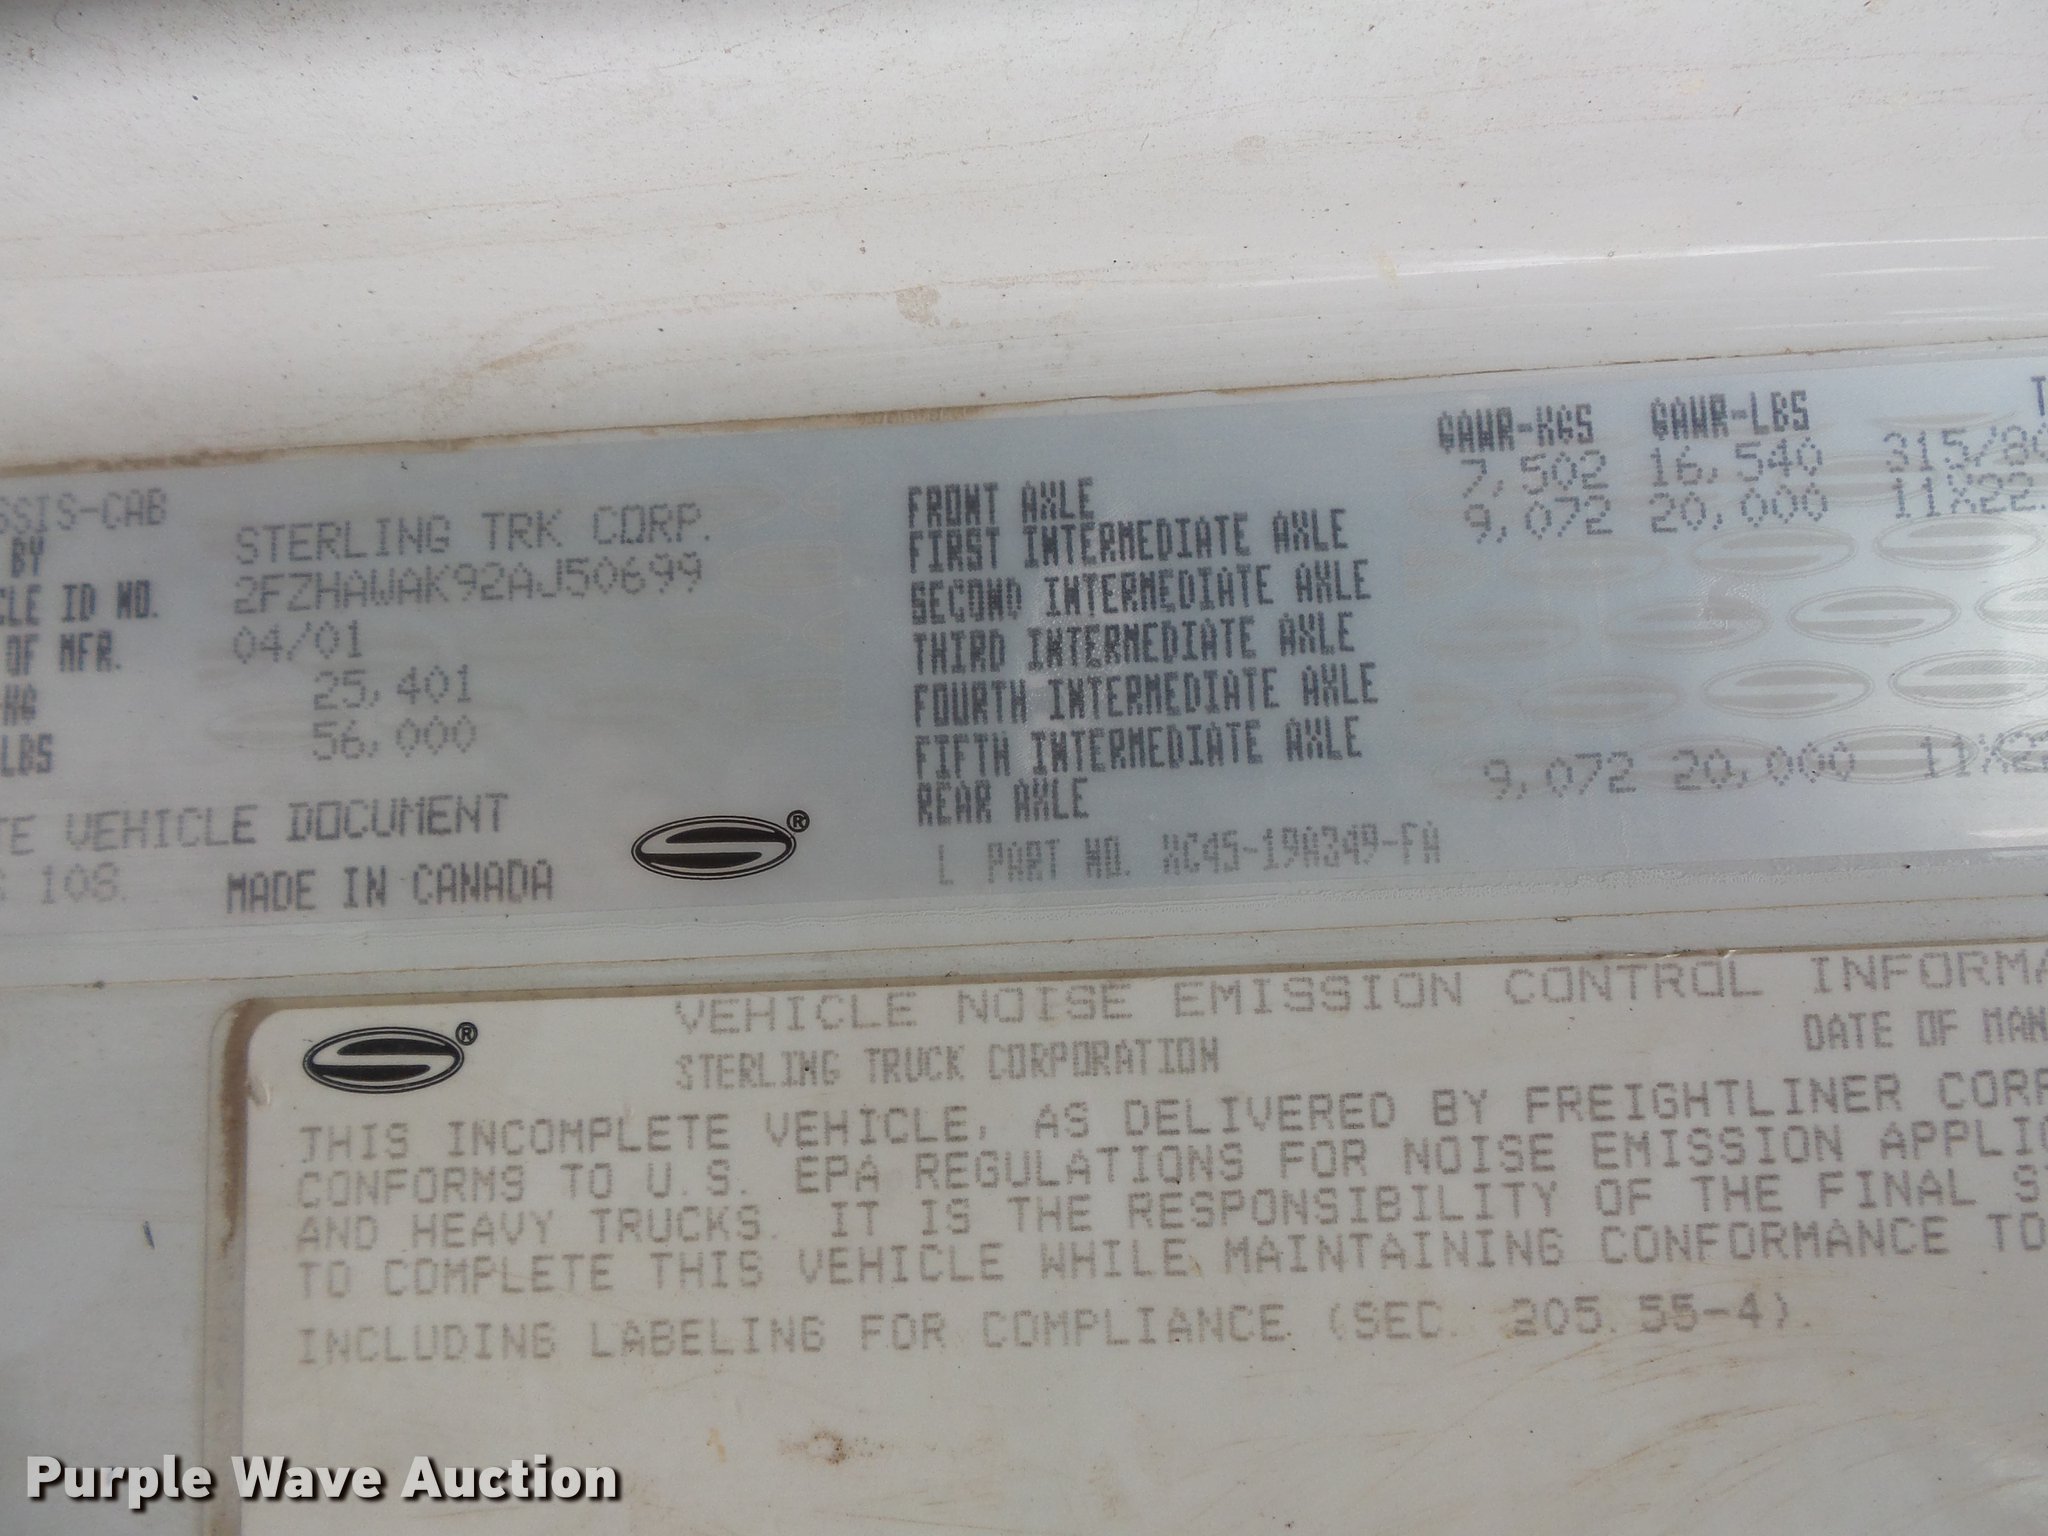 SSIS-CAB
BY STERLING TRK CORP.
CLE ID NO. 2FZHAWAK92AJ50699
OF MFR. 04/01
KG 25,401
LBS 56,000
TE VEHICLE DOCUMENT
108. MADE IN CANADA
®
GAWR-KGS GAWR-LBS T
FRONT AXLE 7,502 16,540 315/80
FIRST INTERMEDIATE AXLE 9,072 20,000 11X22.
SECOND INTERMEDIATE AXLE
THIRD INTERMEDIATE AXLE
FOURTH INTERMEDIATE AXLE
FIFTH INTERMEDIATE AXLE
REAR AXLE 9,072 20,000 11X22
L PART NO. XC45-19A349-FA
®
VEHICLE NOISE EMISSION CONTROL INFORMA
STERLING TRUCK CORPORATION DATE OF MAN
THIS INCOMPLETE VEHICLE, AS DELIVERED BY FREIGHTLINER CORP
CONFORMS TO U.S. EPA REGULATIONS FOR NOISE EMISSION APPLIC
AND HEAVY TRUCKS. IT IS THE RESPONSIBILITY OF THE FINAL S
TO COMPLETE THIS VEHICLE WHILE MAINTAINING CONFORMANCE TO
INCLUDING LABELING FOR COMPLIANCE (SEC. 205.55-4).
Purple Wave Auction